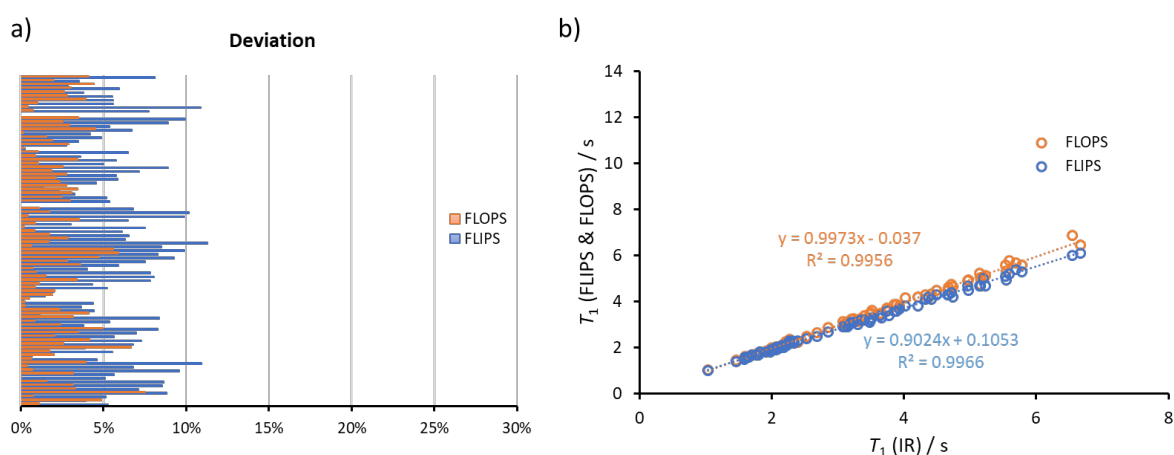 a)
Deviation
FLOPS
FLIPS
0% 5% 10% 15% 20% 25% 30%
b)
14
12
10
8
6
4
2
0
T₁ (FLIPS & FLOPS) / s
FLOPS
FLIPS
y = 0.9973x - 0.037
R² = 0.9956
y = 0.9024x + 0.1053
R² = 0.9966
0 2 4 6 8
T₁ (IR) / s